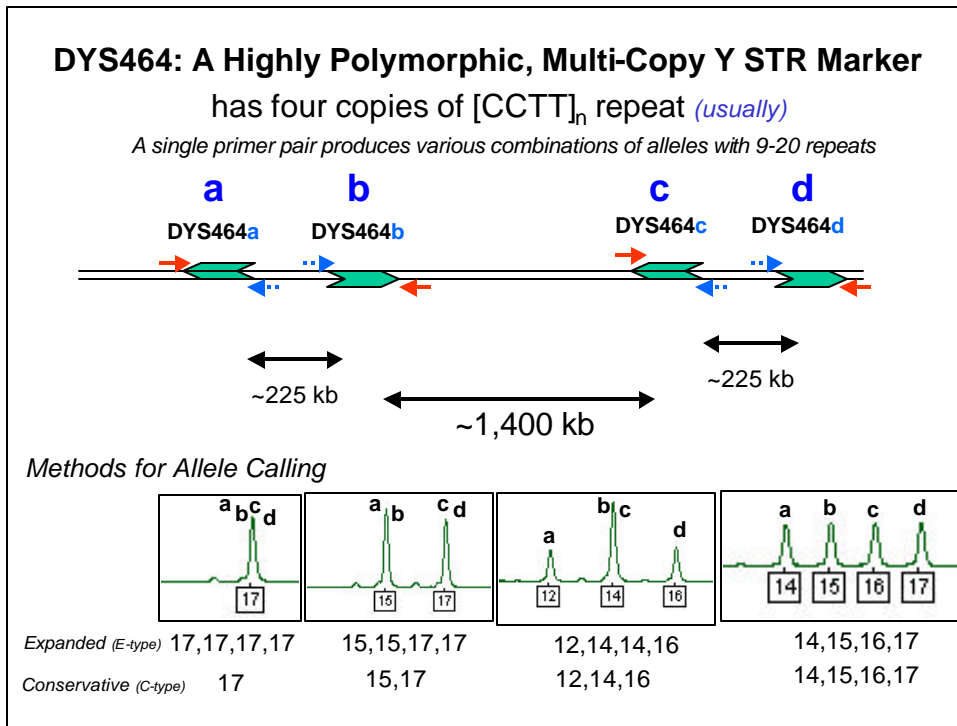 DYS464: A Highly Polymorphic, Multi-Copy Y STR Marker
has four copies of [CCTT]n repeat (usually)
A single primer pair produces various combinations of alleles with 9-20 repeats
a b c d
DYS464a DYS464b DYS464c DYS464d
~225 kb ~225 kb
~1,400 kb
Methods for Allele Calling
a b c d a b c d a b c d a b c d
17 15 17 12 14 16 14 15 16 17
Expanded (E-type) 17,17,17,17 15,15,17,17 12,14,14,16 14,15,16,17
Conservative (C-type) 17 15,17 12,14,16 14,15,16,17